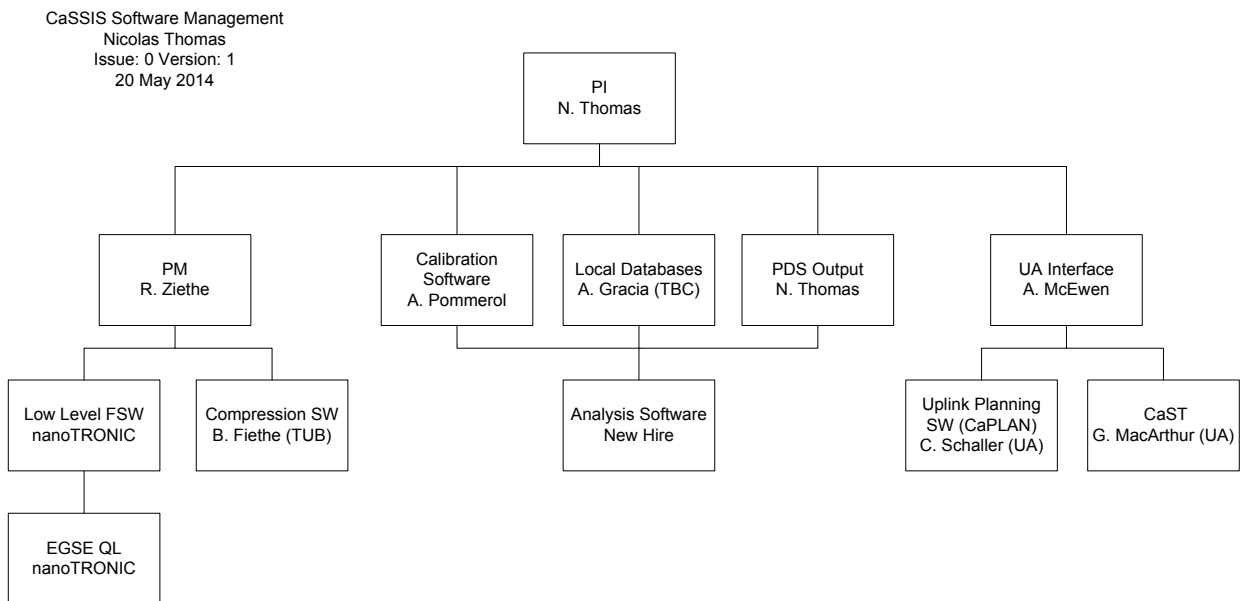 CaSSIS Software Management
Nicolas Thomas
Issue: 0 Version: 1
20 May 2014
PI
N. Thomas
PM
R. Ziethe
Calibration
Software
A. Pommerol
Local Databases
A. Gracia (TBC)
PDS Output
N. Thomas
UA Interface
A. McEwen
Low Level FSW
nanoTRONIC
Compression SW
B. Fiethe (TUB)
Analysis Software
New Hire
Uplink Planning
SW (CaPLAN)
C. Schaller (UA)
CaST
G. MacArthur (UA)
EGSE QL
nanoTRONIC